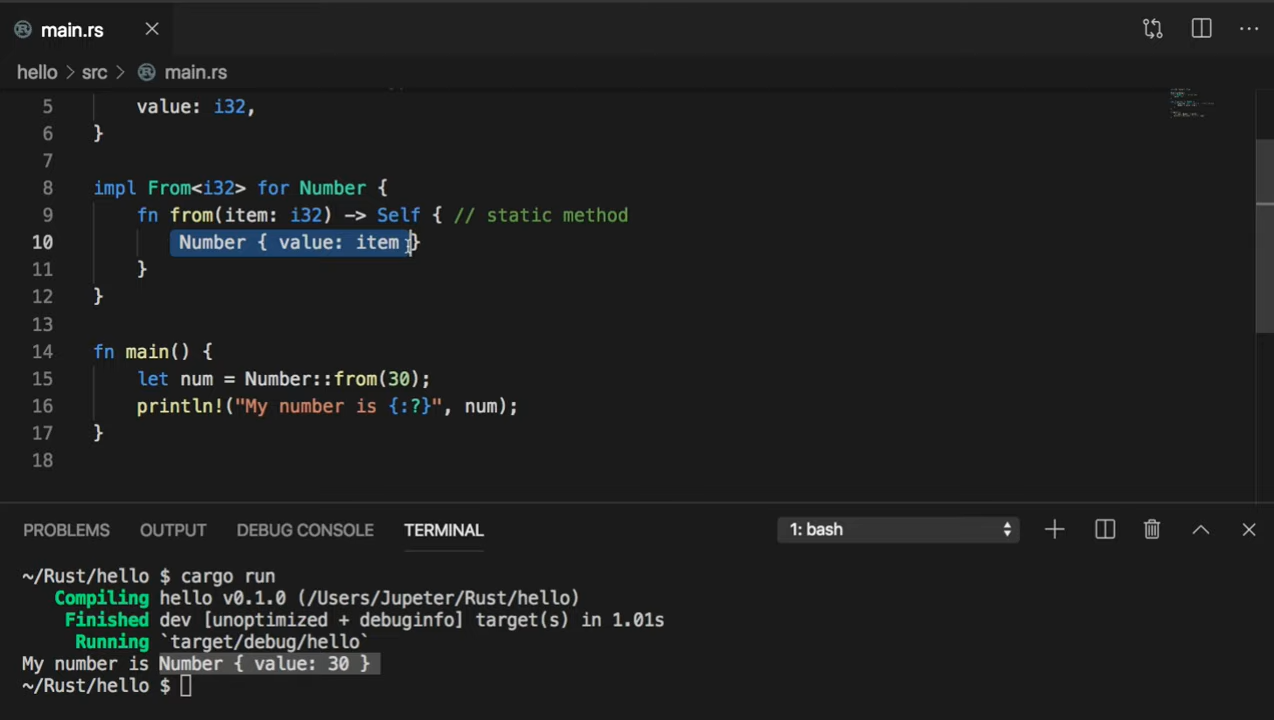 main.rs
hello > src > main.rs
5 value: i32,
6 }
7
8 impl From<i32> for Number {
9 fn from(item: i32) -> Self { // static method
10 Number { value: item }
11 }
12 }
13
14 fn main() {
15 let num = Number::from(30);
16 println!("My number is {:?}", num);
17 }
18
PROBLEMS OUTPUT DEBUG CONSOLE TERMINAL 1: bash
~/Rust/hello $ cargo run
Compiling hello v0.1.0 (/Users/Jupeter/Rust/hello)
Finished dev [unoptimized + debuginfo] target(s) in 1.01s
Running `target/debug/hello`
My number is Number { value: 30 }
~/Rust/hello $